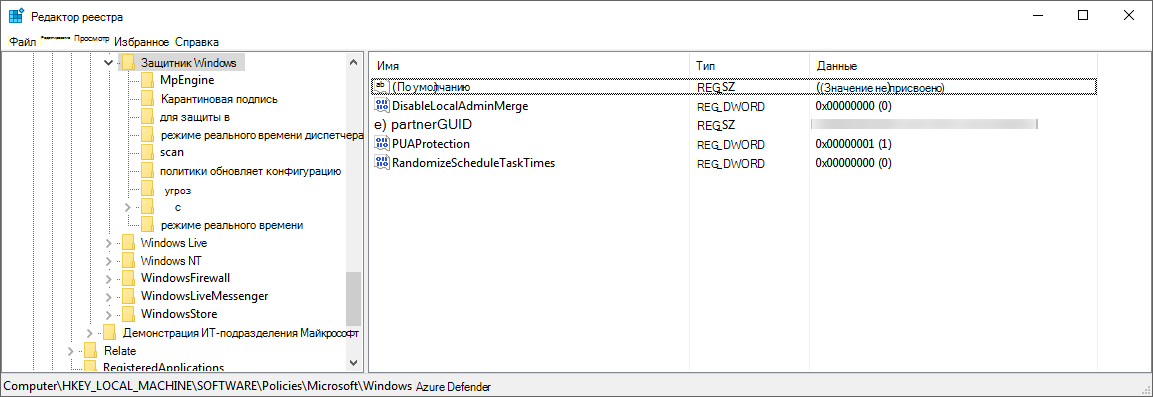 Редактор реестра
Файл Редактирование Просмотр Избранное Справка
Защитник Windows
MpEngine
Карантиновая подпись
для защиты в
режиме реального времени диспетчера
scan
политики обновляет конфигурацию
угроз
с
режиме реального времени
Windows Live
Windows NT
WindowsFirewall
WindowsLiveMessenger
WindowsStore
Демонстрация ИТ-подразделения Майкрософт
Relate
RegisteredApplications
Имя Тип Данные
(По умолчанию REG_SZ ((Значение не)присвоено)
DisableLocalAdminMerge REG_DWORD 0x00000000 (0)
е) partnerGUID REG_SZ
PUAProtection REG_DWORD 0x00000001 (1)
RandomizeScheduleTaskTimes REG_DWORD 0x00000000 (0)
Computer\HKEY_LOCAL_MACHINE\SOFTWARE\Policies\Microsoft\Windows Azure Defender